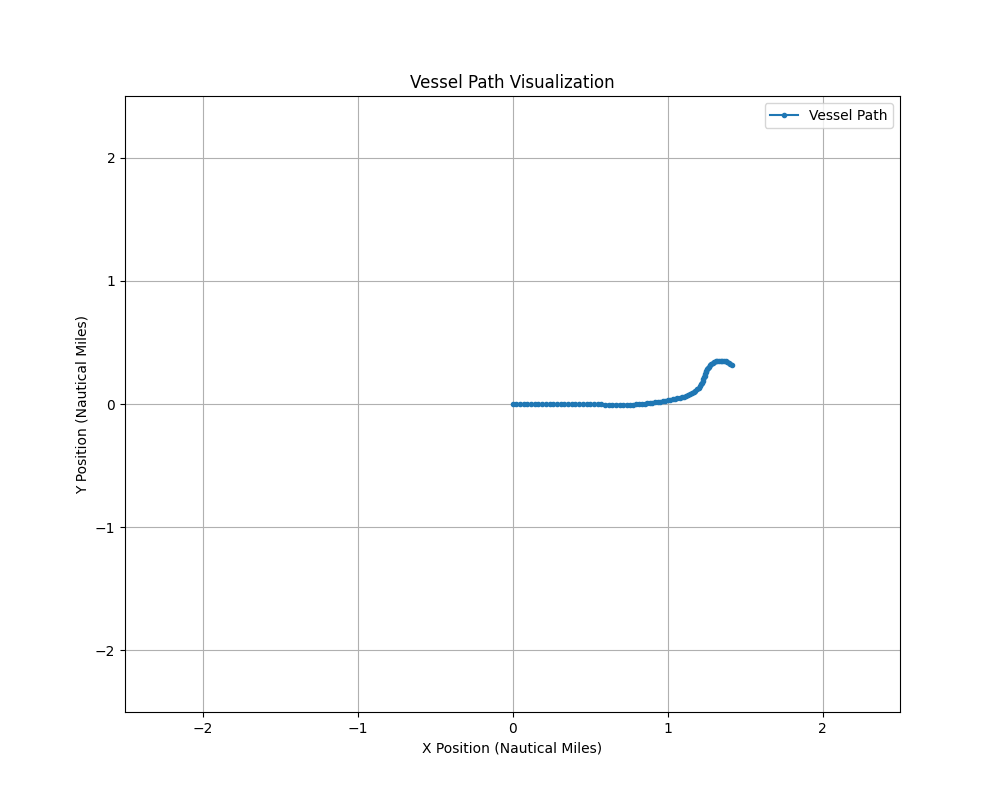 Vessel Path Visualization
Vessel Path
2
1
0
−1
−2
Y Position (Nautical Miles)
−2
−1
0
1
2
X Position (Nautical Miles)